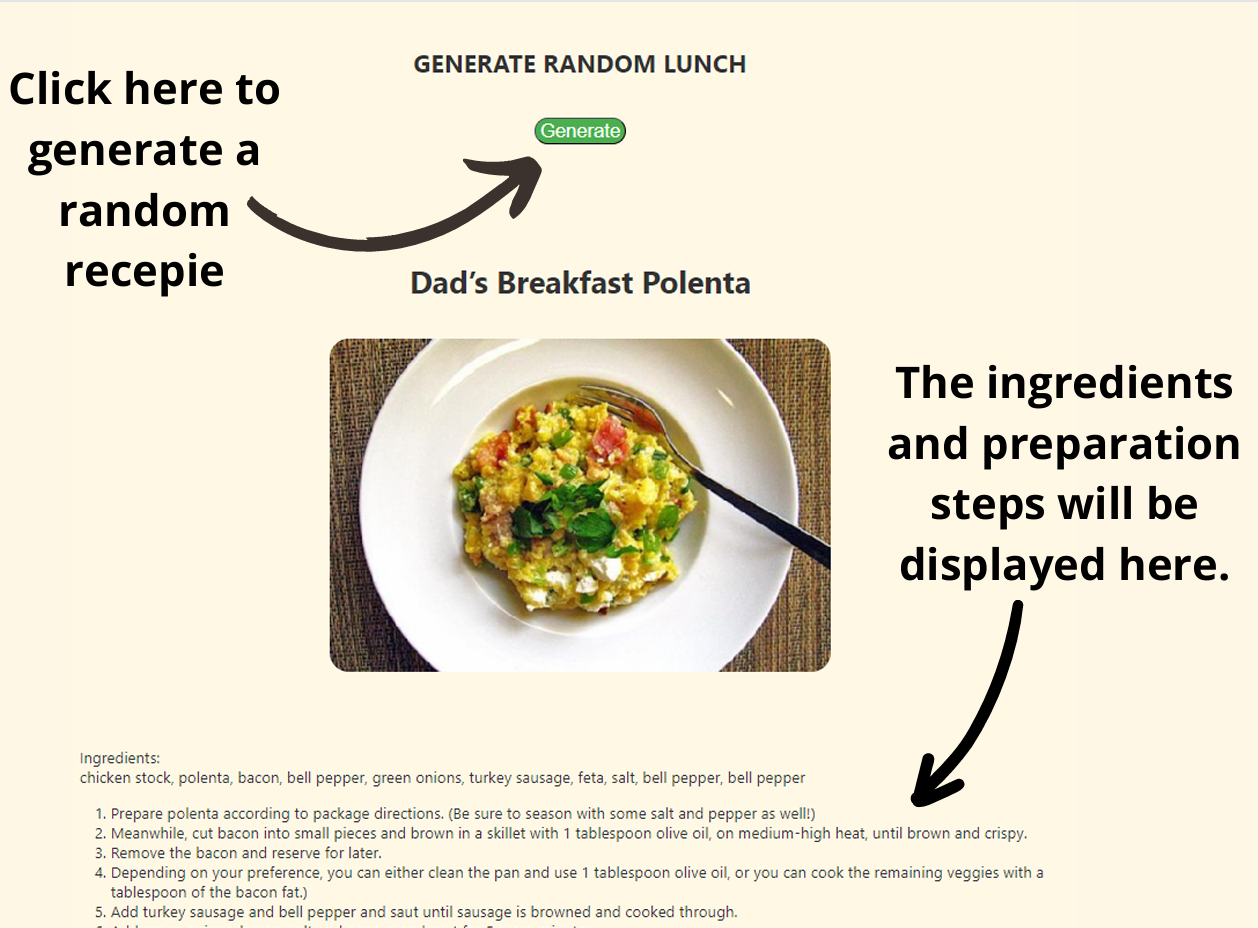 GENERATE RANDOM LUNCH
Click here to
generate a
random
recepie
Generate
Dad’s Breakfast Polenta
The ingredients
and preparation
steps will be
displayed here.
Ingredients:
chicken stock, polenta, bacon, bell pepper, green onions, turkey sausage, feta, salt, bell pepper, bell pepper
1. Prepare polenta according to package directions. (Be sure to season with some salt and pepper as well!)
2. Meanwhile, cut bacon into small pieces and brown in a skillet with 1 tablespoon olive oil, on medium-high heat, until brown and crispy.
3. Remove the bacon and reserve for later.
4. Depending on your preference, you can either clean the pan and use 1 tablespoon olive oil, or you can cook the remaining veggies with a
tablespoon of the bacon fat.)
5. Add turkey sausage and bell pepper and saut until sausage is browned and cooked through.